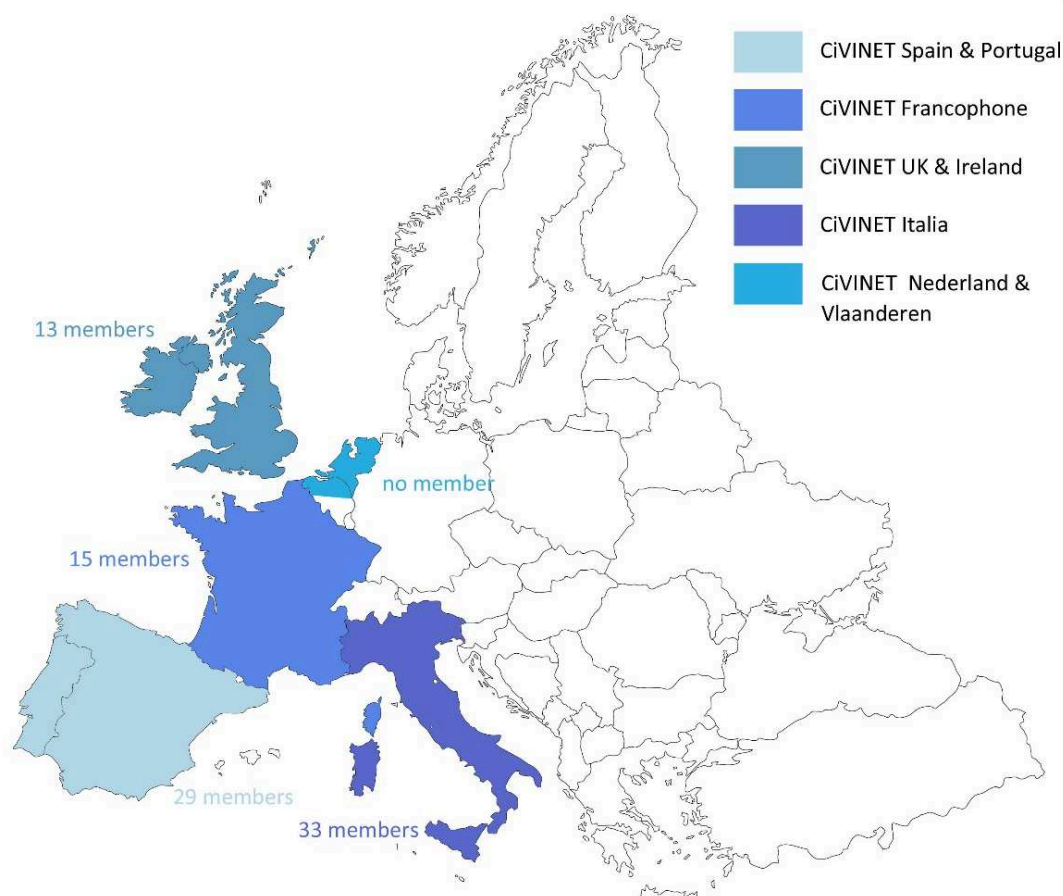 CiVINET Spain & Portugal
CiVINET Francophone
CiVINET UK & Ireland
CiVINET Italia
CiVINET Nederland &
Vlaanderen
13 members
no member
15 members
29 members
33 members